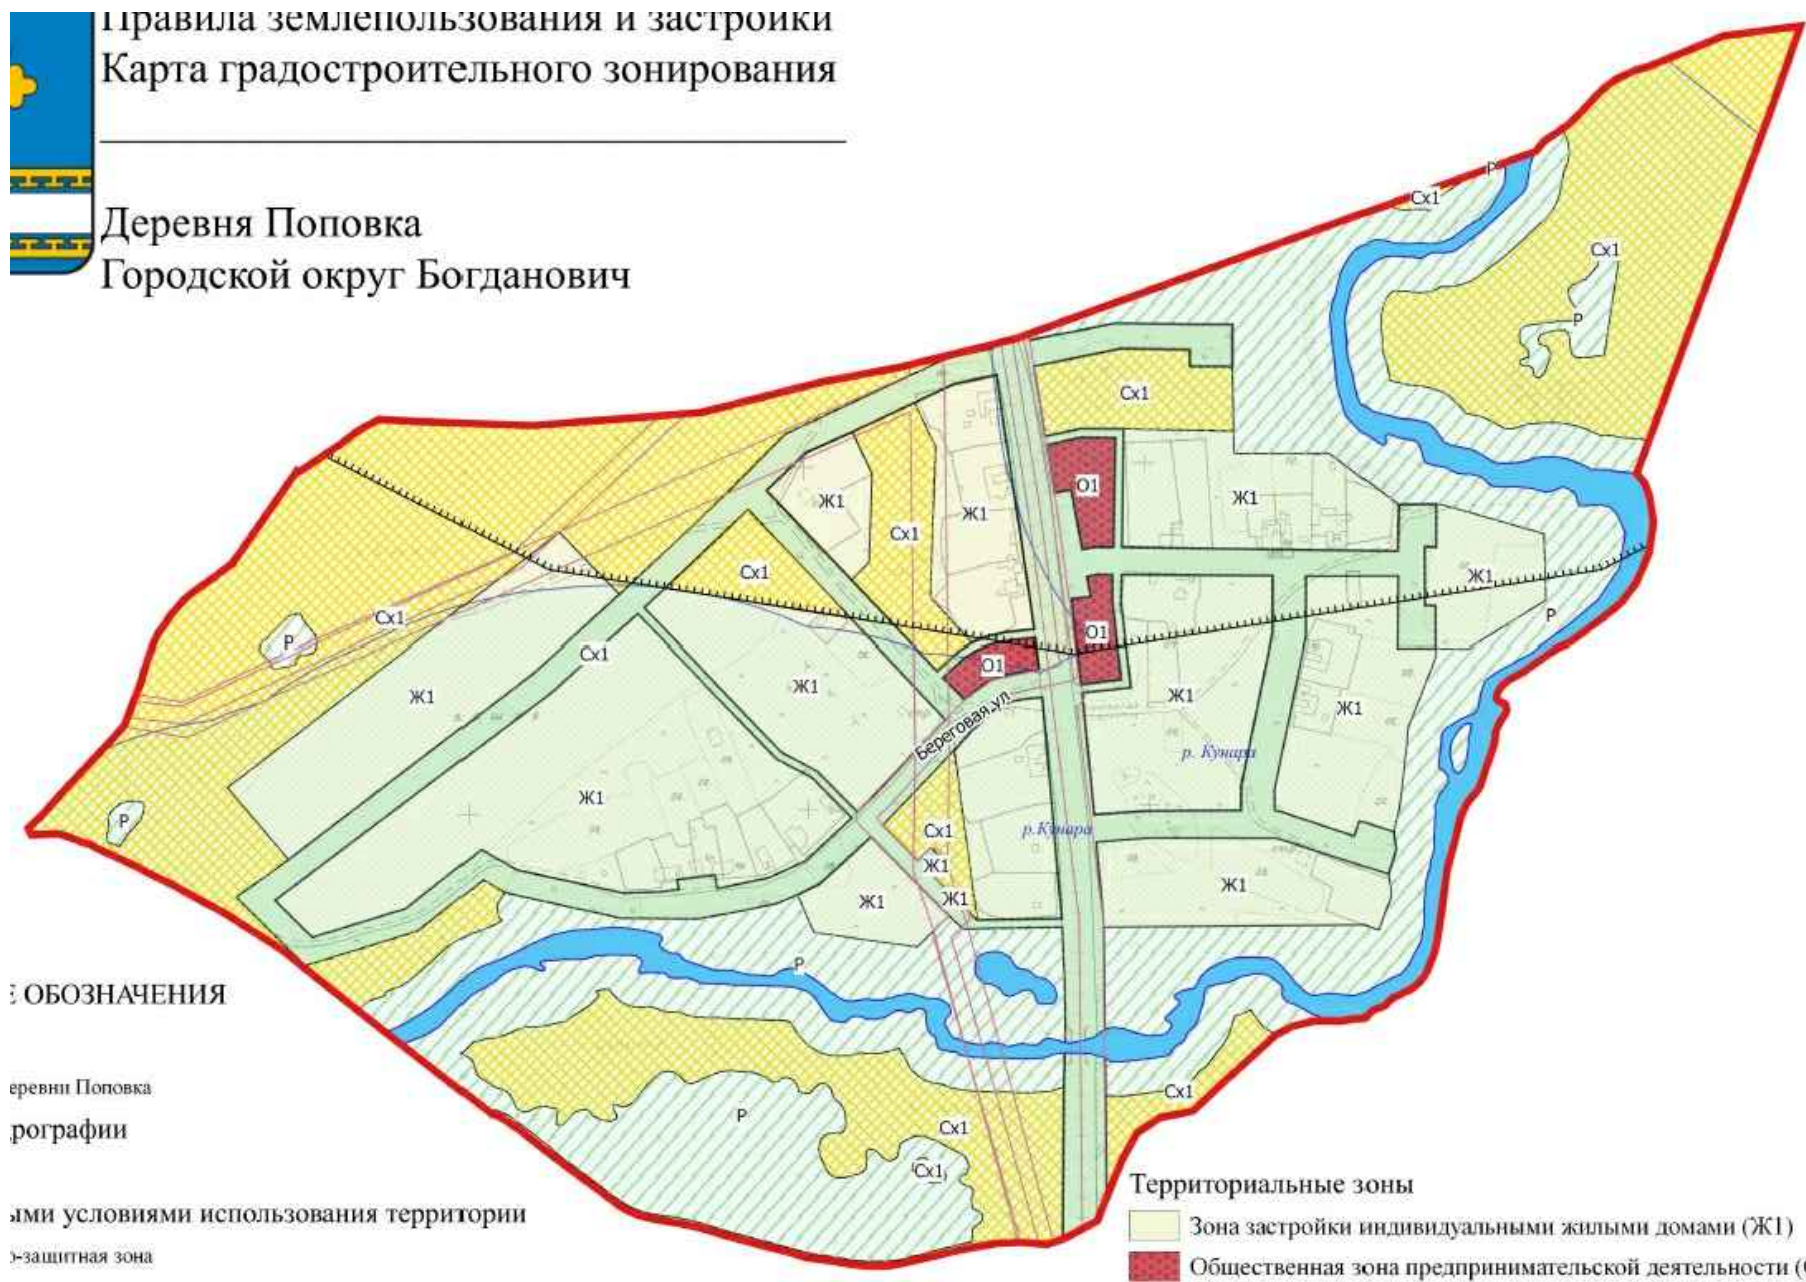 Правила землепользования и застройки
Карта градостроительного зонирования
Деревня Поповка
Городской округ Богданович
Р
Сх1
Сх1
Р
Сх1
О1
Ж1
Ж1
Ж1
Сх1
Сх1
Ж1
Р
Сх1
О1
Р
Сх1
О1
Ж1
Ж1
Ж1
Ж1
Береговая ул
р. Кунара
Ж1
р.Кунара
Р
Сх1
Ж1
Ж1
Ж1
Ж1
Р
Е ОБОЗНАЧЕНИЯ
еревни Поповка
рографии
Сх1
Р
Сх1
Сх1
ыми условиями использования территории
о-защитная зона
Территориальные зоны
Зона застройки индивидуальными жилыми домами (Ж1)
Общественная зона предпринимательской деятельности (